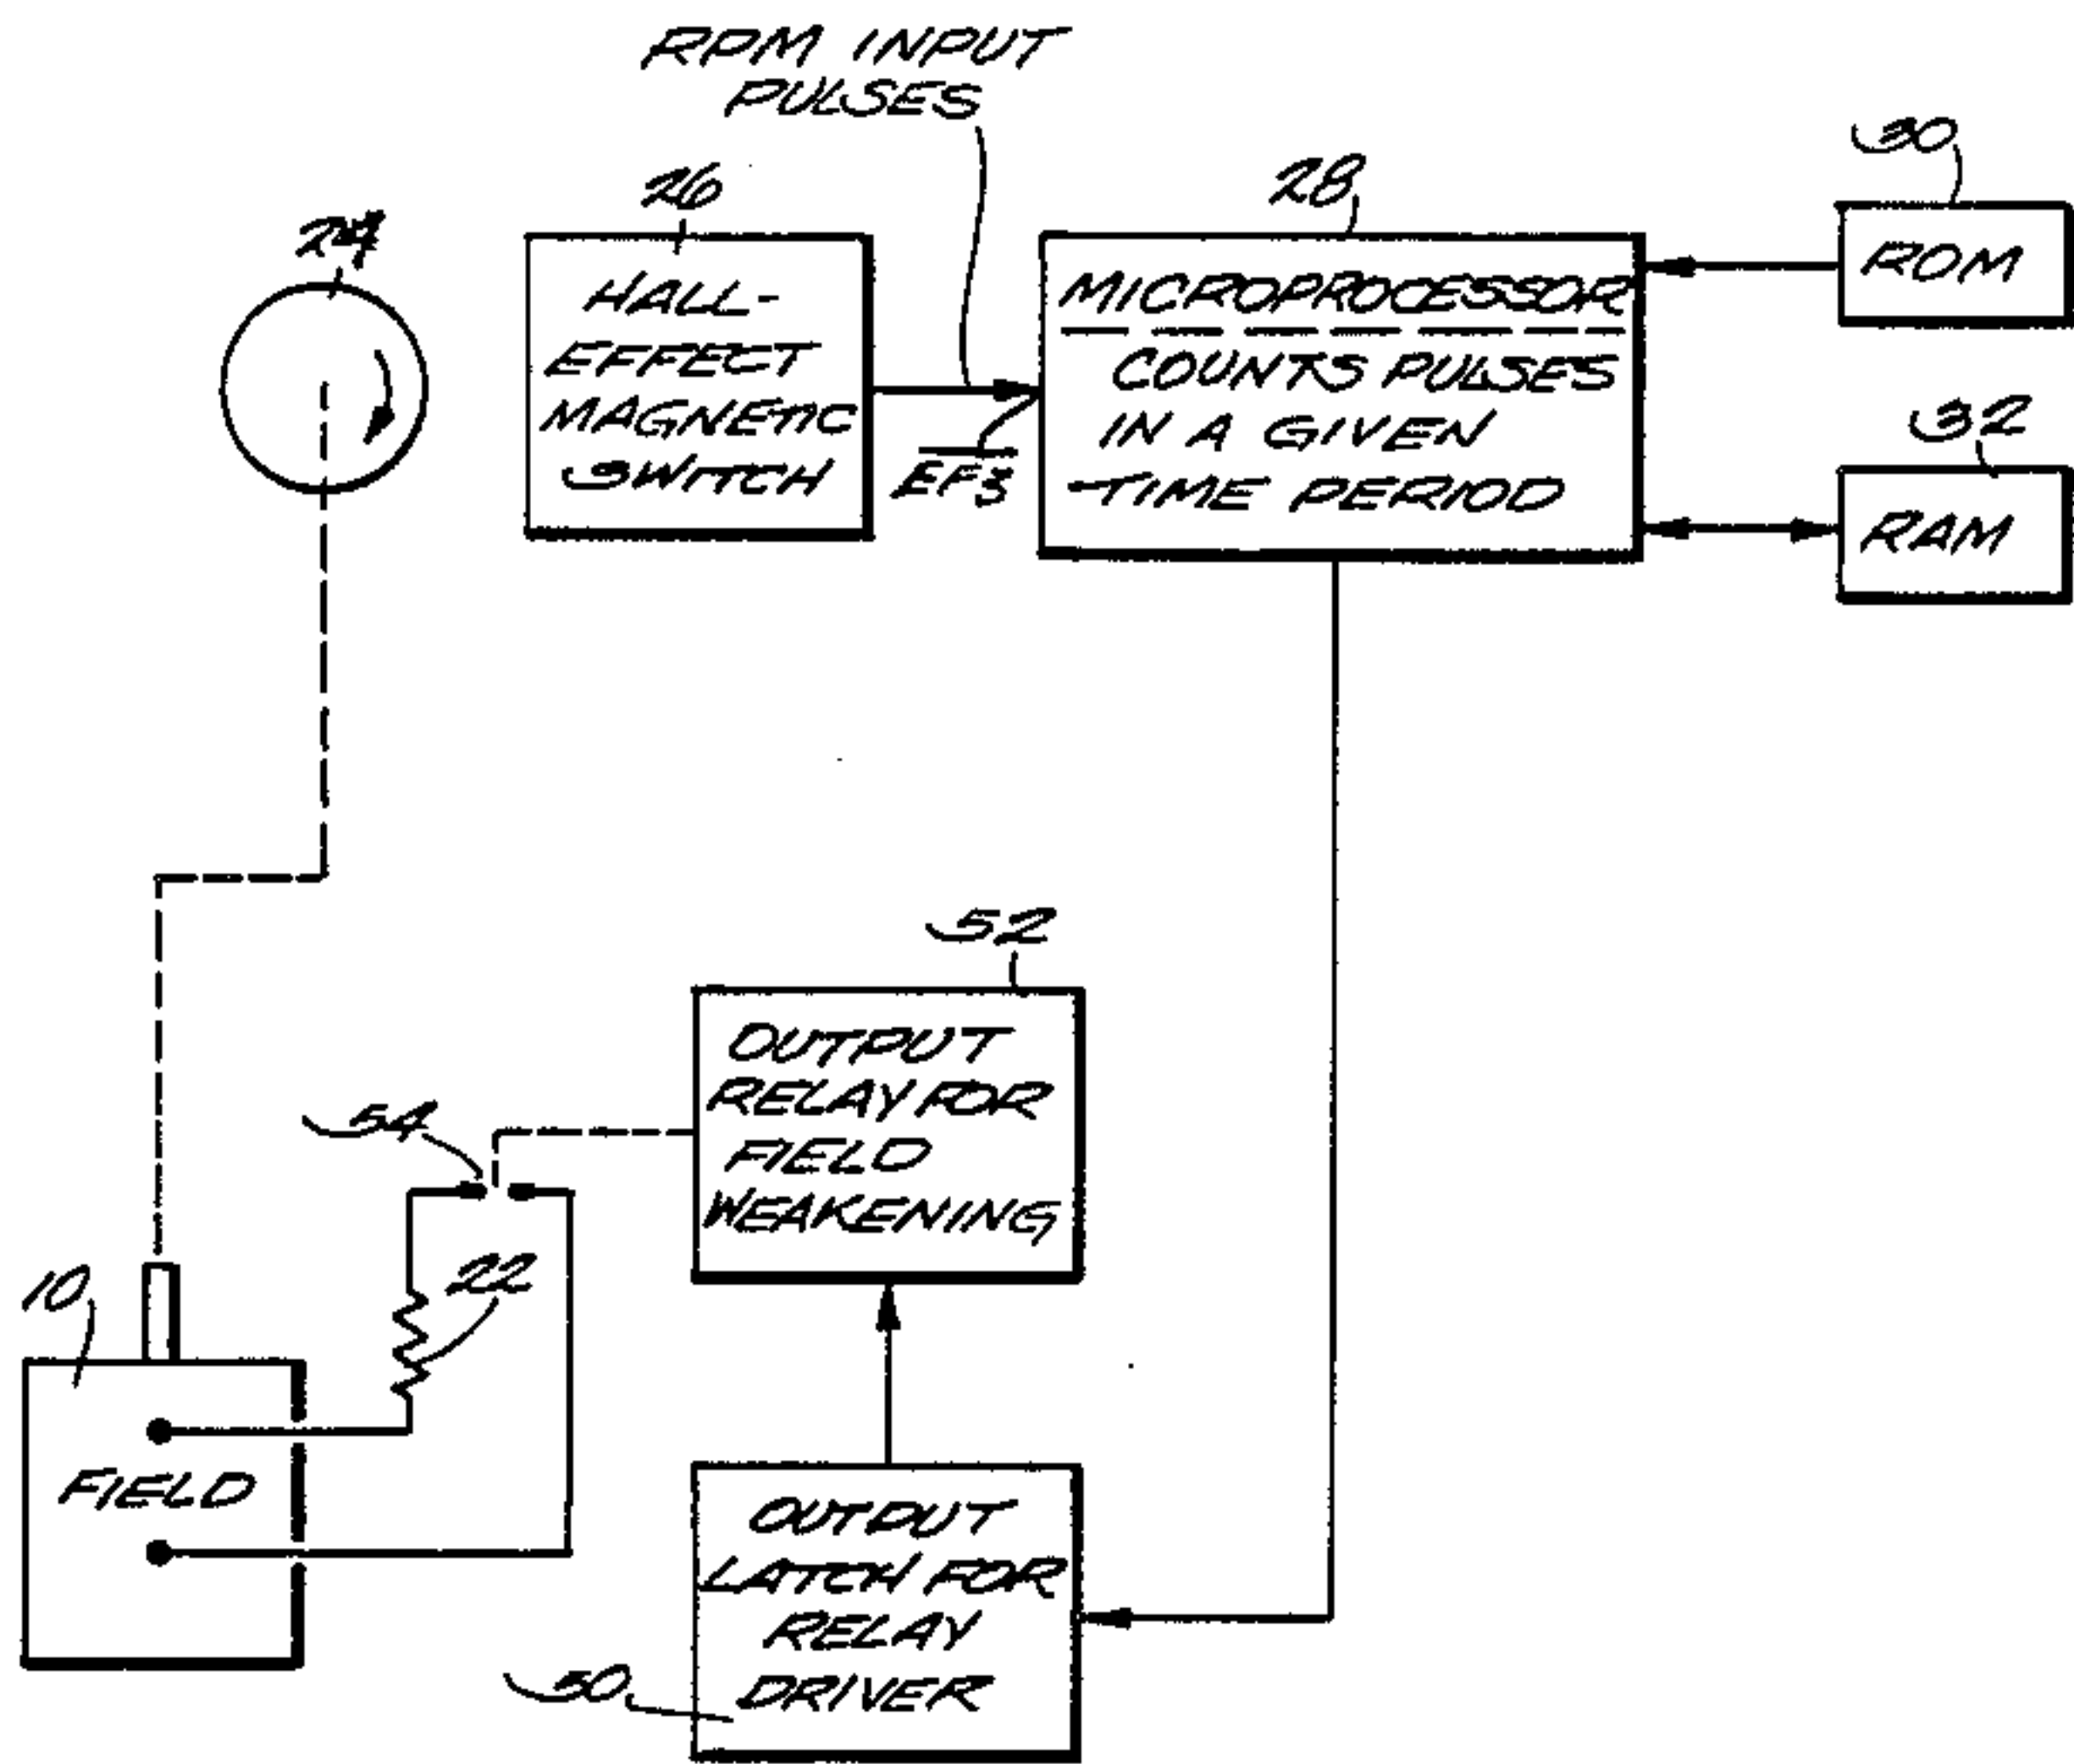 RPM INPUT
PULSES
24
26
HALL-
EFFECT
MAGNETIC
SWITCH
EF3
28
MICROPROCESSOR
COUNTS PULSES
IN A GIVEN
TIME PERIOD
30
ROM
32
RAM
52
OUTPUT
RELAY FOR
FIELD
WEAKENING
54
22
10
FIELD
OUTPUT
LATCH FOR
RELAY
DRIVER
50